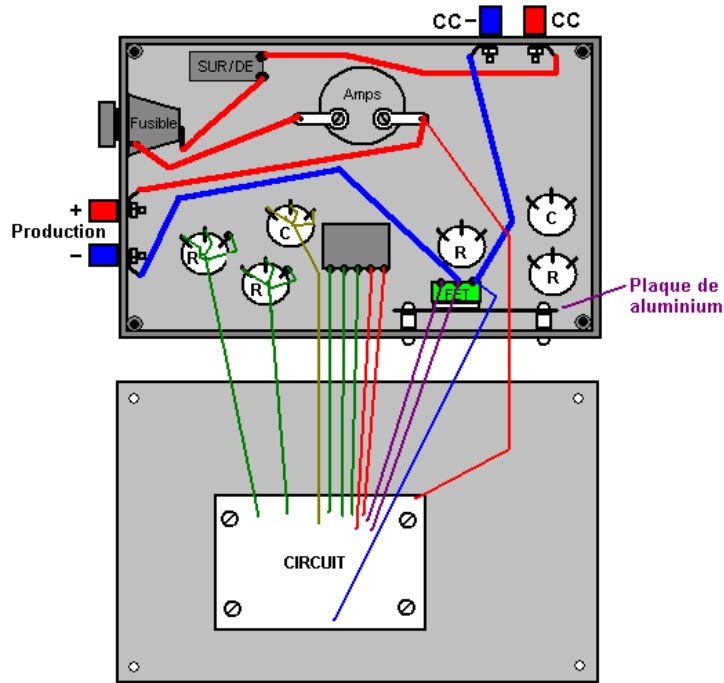 CC - CC
SUR/DE
Amps
Fusible
+
Production
-
C
R
C
R
R
R
FET
Plaque de
aluminium
CIRCUIT